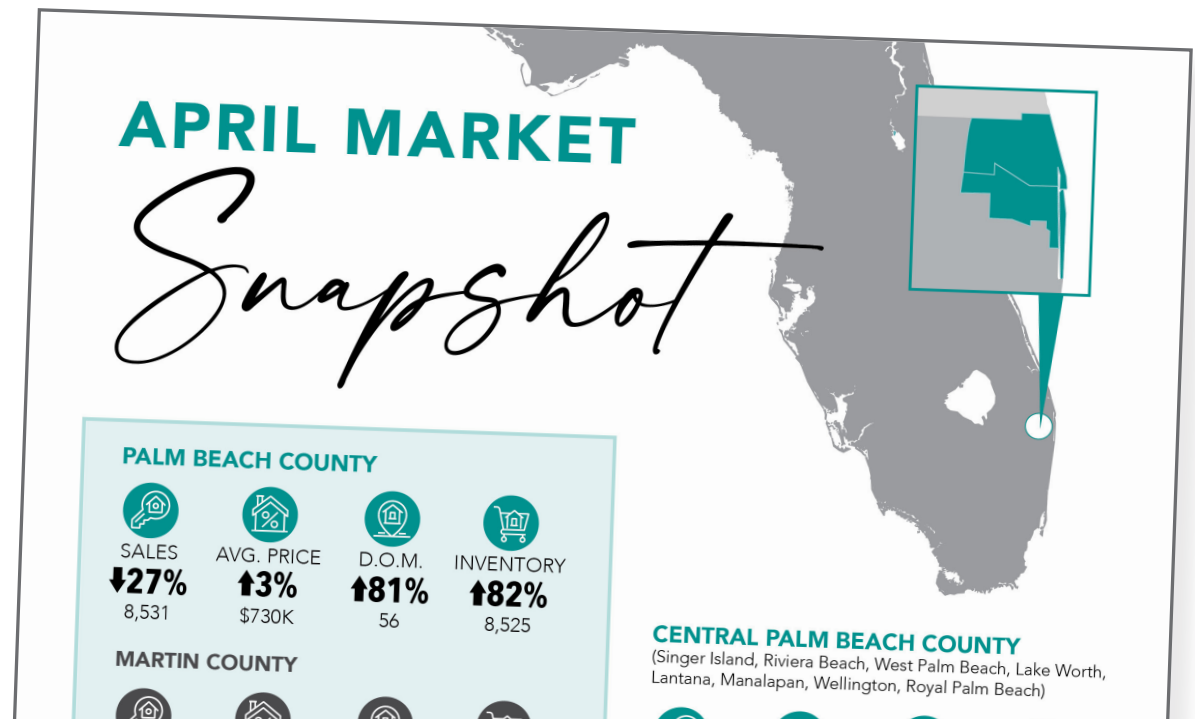 APRIL MARKET
Snapshot
PALM BEACH COUNTY
SALES
27%
8,531
AVG. PRICE
3%
$730K
D.O.M.
81%
56
INVENTORY
82%
8,525
MARTIN COUNTY
CENTRAL PALM BEACH COUNTY
(Singer Island, Riviera Beach, West Palm Beach, Lake Worth,
Lantana, Manalapan, Wellington, Royal Palm Beach)